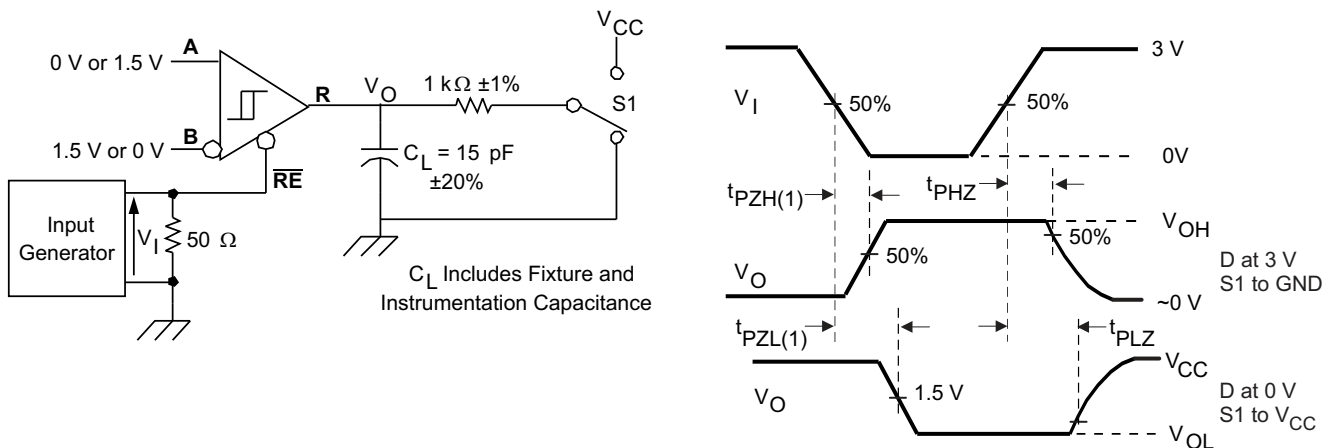 V_CC
A
0 V or 1.5 V
R
V_O
1 kΩ ±1%
S1
B
1.5 V or 0 V
C_L = 15 pF
±20%
RE
Input
Generator
V_I
50 Ω
C_L Includes Fixture and
Instrumentation Capacitance
3 V
V_I
50%
50%
0V
t_PZH(1)
t_PHZ
V_OH
50%
50%
V_O
D at 3 V
S1 to GND
~0 V
t_PZL(1)
t_PLZ
V_CC
V_O
1.5 V
D at 0 V
S1 to V_CC
V_OL